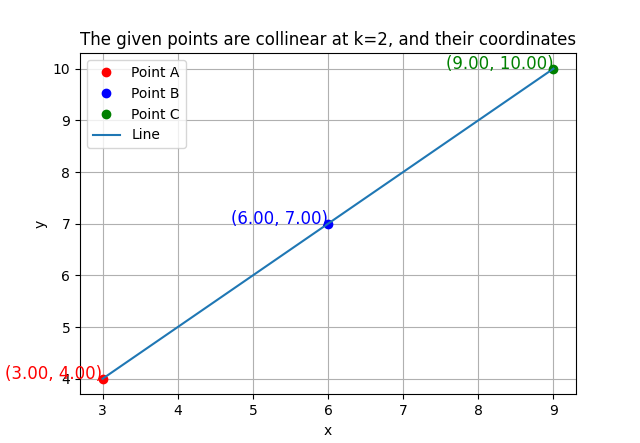 The given points are collinear at k=2, and their coordinates
Point A
Point B
Point C
Line
(9.00, 10.00)
(6.00, 7.00)
(3.00, 4.00)
10
9
8
7
6
5
4
y
3 4 5 6 7 8 9
x